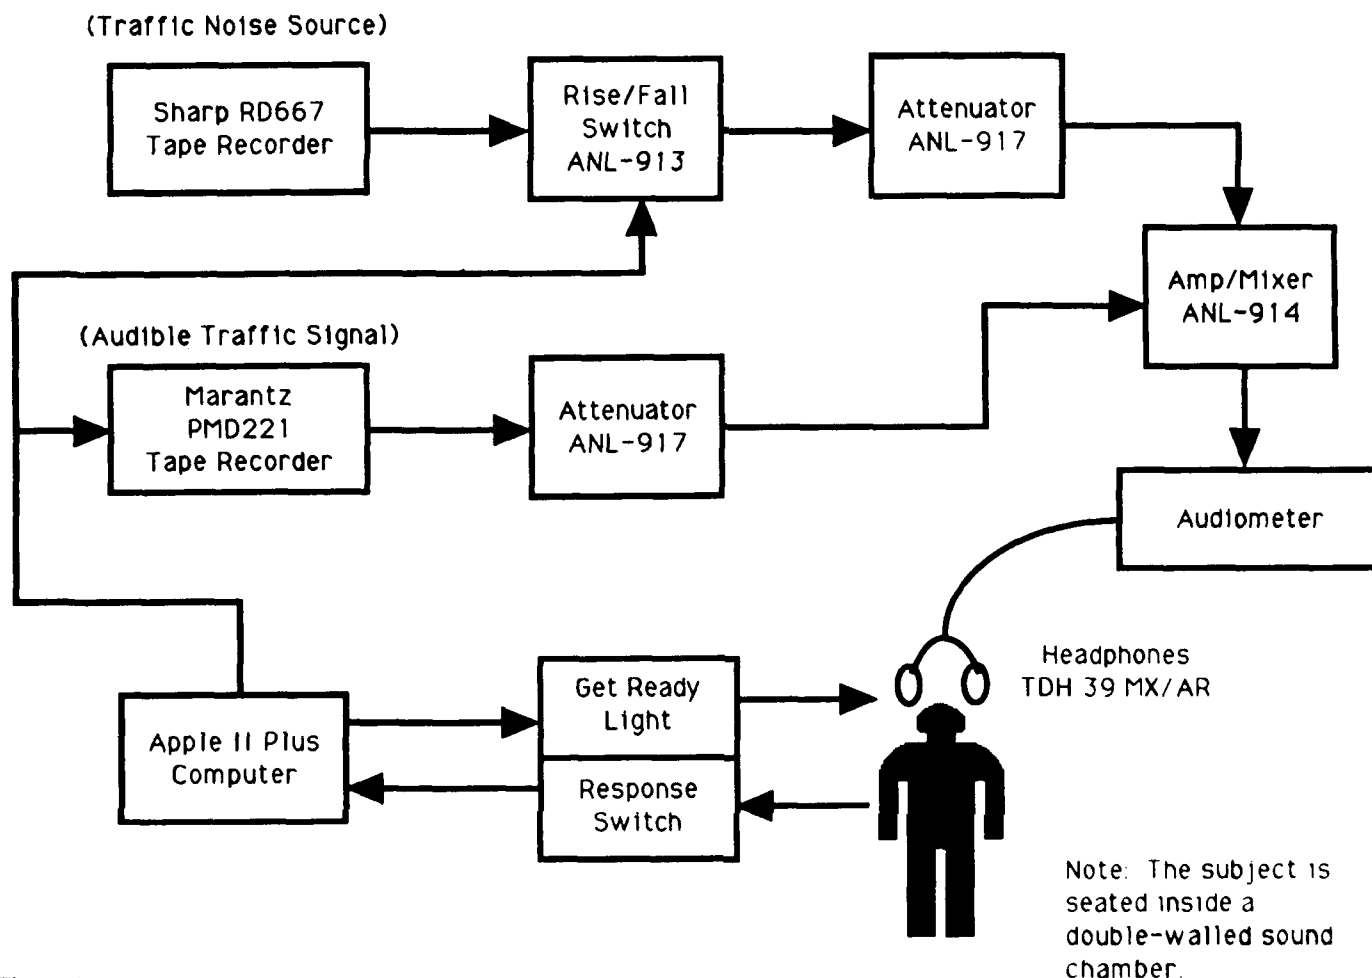 (Traffic Noise Source)
Sharp RD667
Tape Recorder
Rise/Fall
Switch
ANL-913
Attenuator
ANL-917
Amp/Mixer
ANL-914
(Audible Traffic Signal)
Marantz
PMD221
Tape Recorder
Attenuator
ANL-917
Audiometer
Headphones
TDH 39 MX/AR
Get Ready
Light
Apple II Plus
Computer
Response
Switch
Note: The subject is
seated inside a
double-walled sound
chamber.